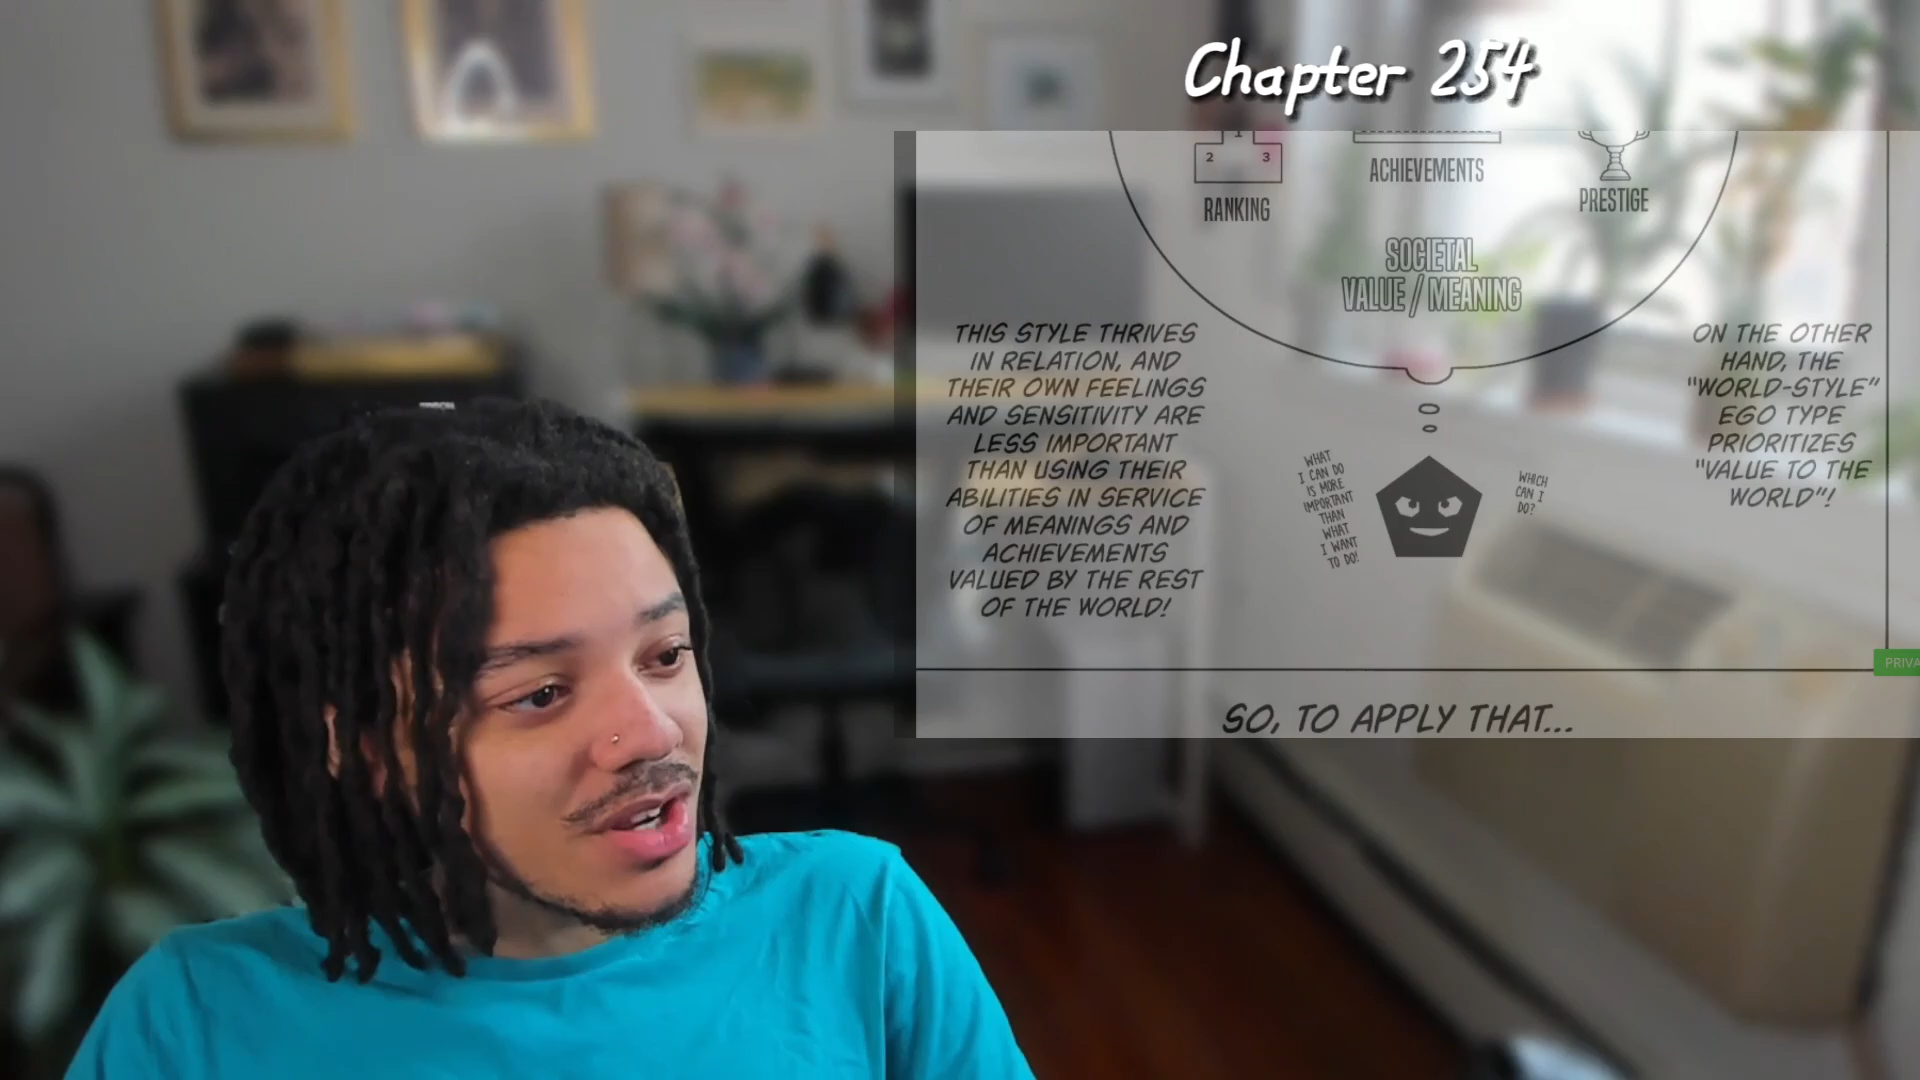 Chapter 254
1
2 3
RANKING
ACHIEVEMENTS
PRESTIGE
SOCIETAL
VALUE / MEANING
ON THE OTHER
HAND, THE
"WORLD-STYLE"
EGO TYPE
PRIORITIZES
"VALUE TO THE
WORLD"!
THIS STYLE THRIVES
IN RELATION, AND
THEIR OWN FEELINGS
AND SENSITIVITY ARE
LESS IMPORTANT
THAN USING THEIR
ABILITIES IN SERVICE
OF MEANINGS AND
ACHIEVEMENTS
VALUED BY THE REST
OF THE WORLD!
WHAT
I CAN DO
IS MORE
IMPORTANT
THAN
WHAT
I WANT
TO DO!
WHICH
CAN I
DO?
PRIVA
SO, TO APPLY THAT...